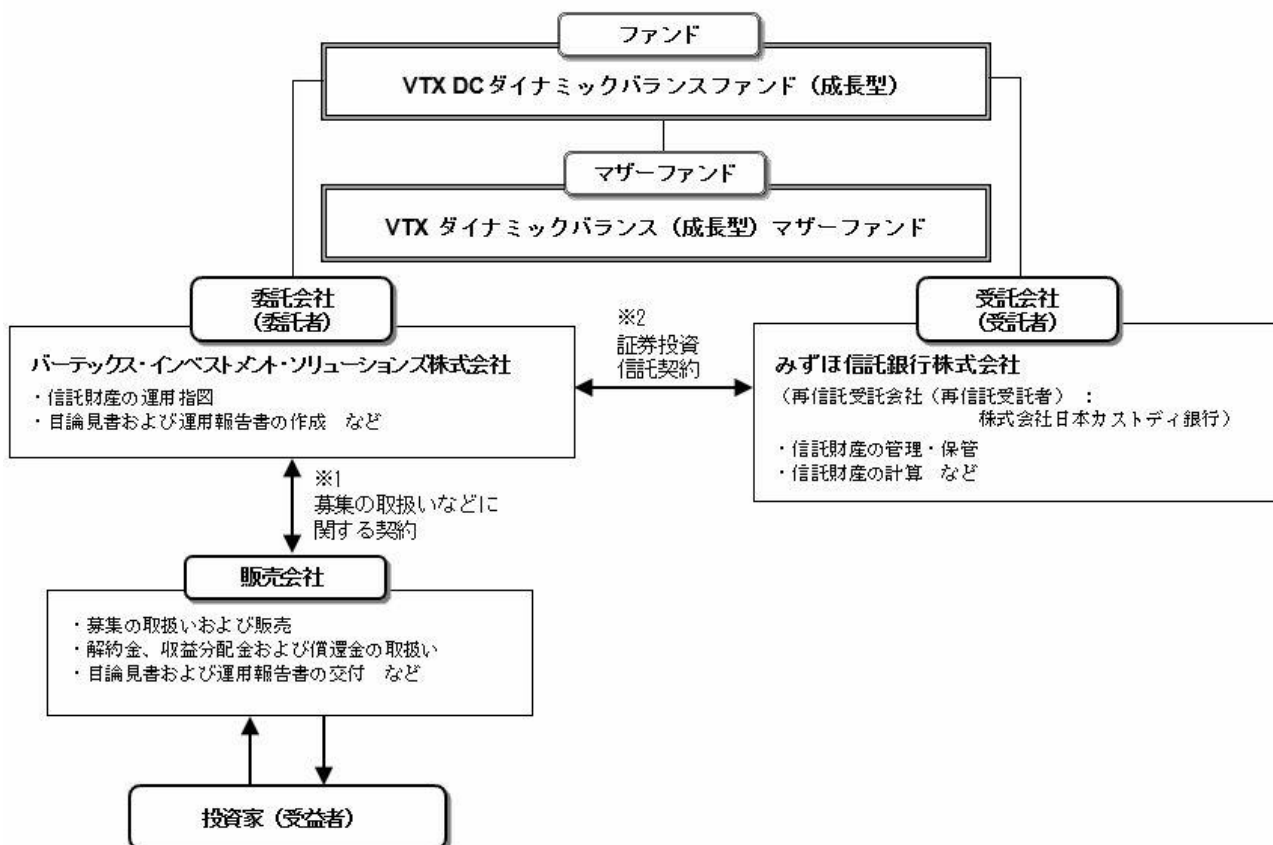 ファンド
VTX DC ダイナミックバランスファンド（成長型）
マザーファンド
VTX ダイナミックバランス（成長型）マザーファンド
委託会社
（委託者）
バーテックス・インベストメント・ソリューションズ株式会社
・信託財産の運用指図
・目論見書および運用報告書の作成　など
※2
証券投資
信託契約
受託会社
（受託者）
みずほ信託銀行株式会社
（再信託受託会社（再信託受託者）：
株式会社日本カストディ銀行）
・信託財産の管理・保管
・信託財産の計算　など
※1
募集の取扱いなどに
関する契約
販売会社
・募集の取扱いおよび販売
・解約金、収益分配金および償還金の取扱い
・目論見書および運用報告書の交付　など
投資家（受益者）